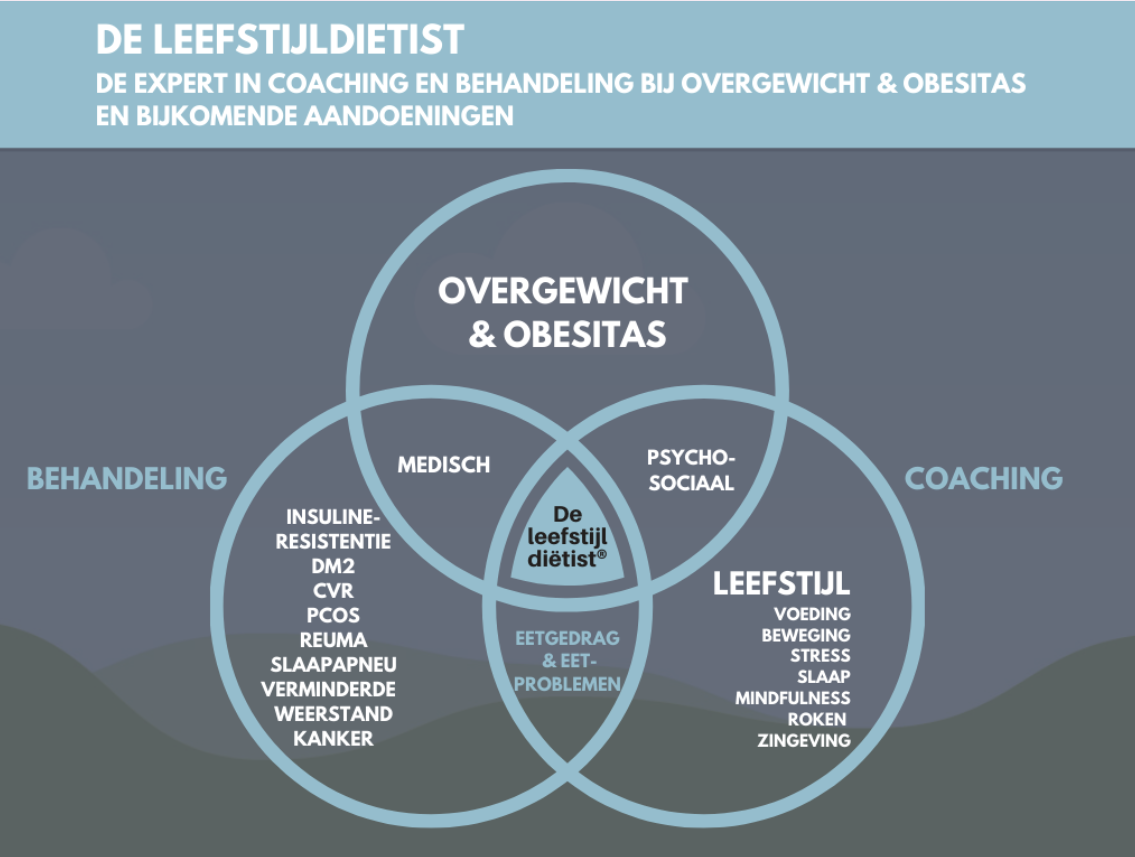 DE LEEFSTIJLDIETIST
DE EXPERT IN COACHING EN BEHANDELING BIJ OVERGEWICHT & OBESITAS
EN BIJKOMENDE AANDOENINGEN
OVERGEWICHT
& OBESITAS
BEHANDELING
MEDISCH
PSYCHO-
SOCIAAL
COACHING
De
leefstijl
diëtist®
INSULINE-
RESISTENTIE
DM2
CVR
PCOS
REUMA
SLAAPAPNEU
VERMINDERDE
WEERSTAND
KANKER
EETGEDRAG
& EET-
PROBLEMEN
LEEFSTIJL
VOEDING
BEWEGING
STRESS
SLAAP
MINDFULNESS
ROKEN
ZINGEVING